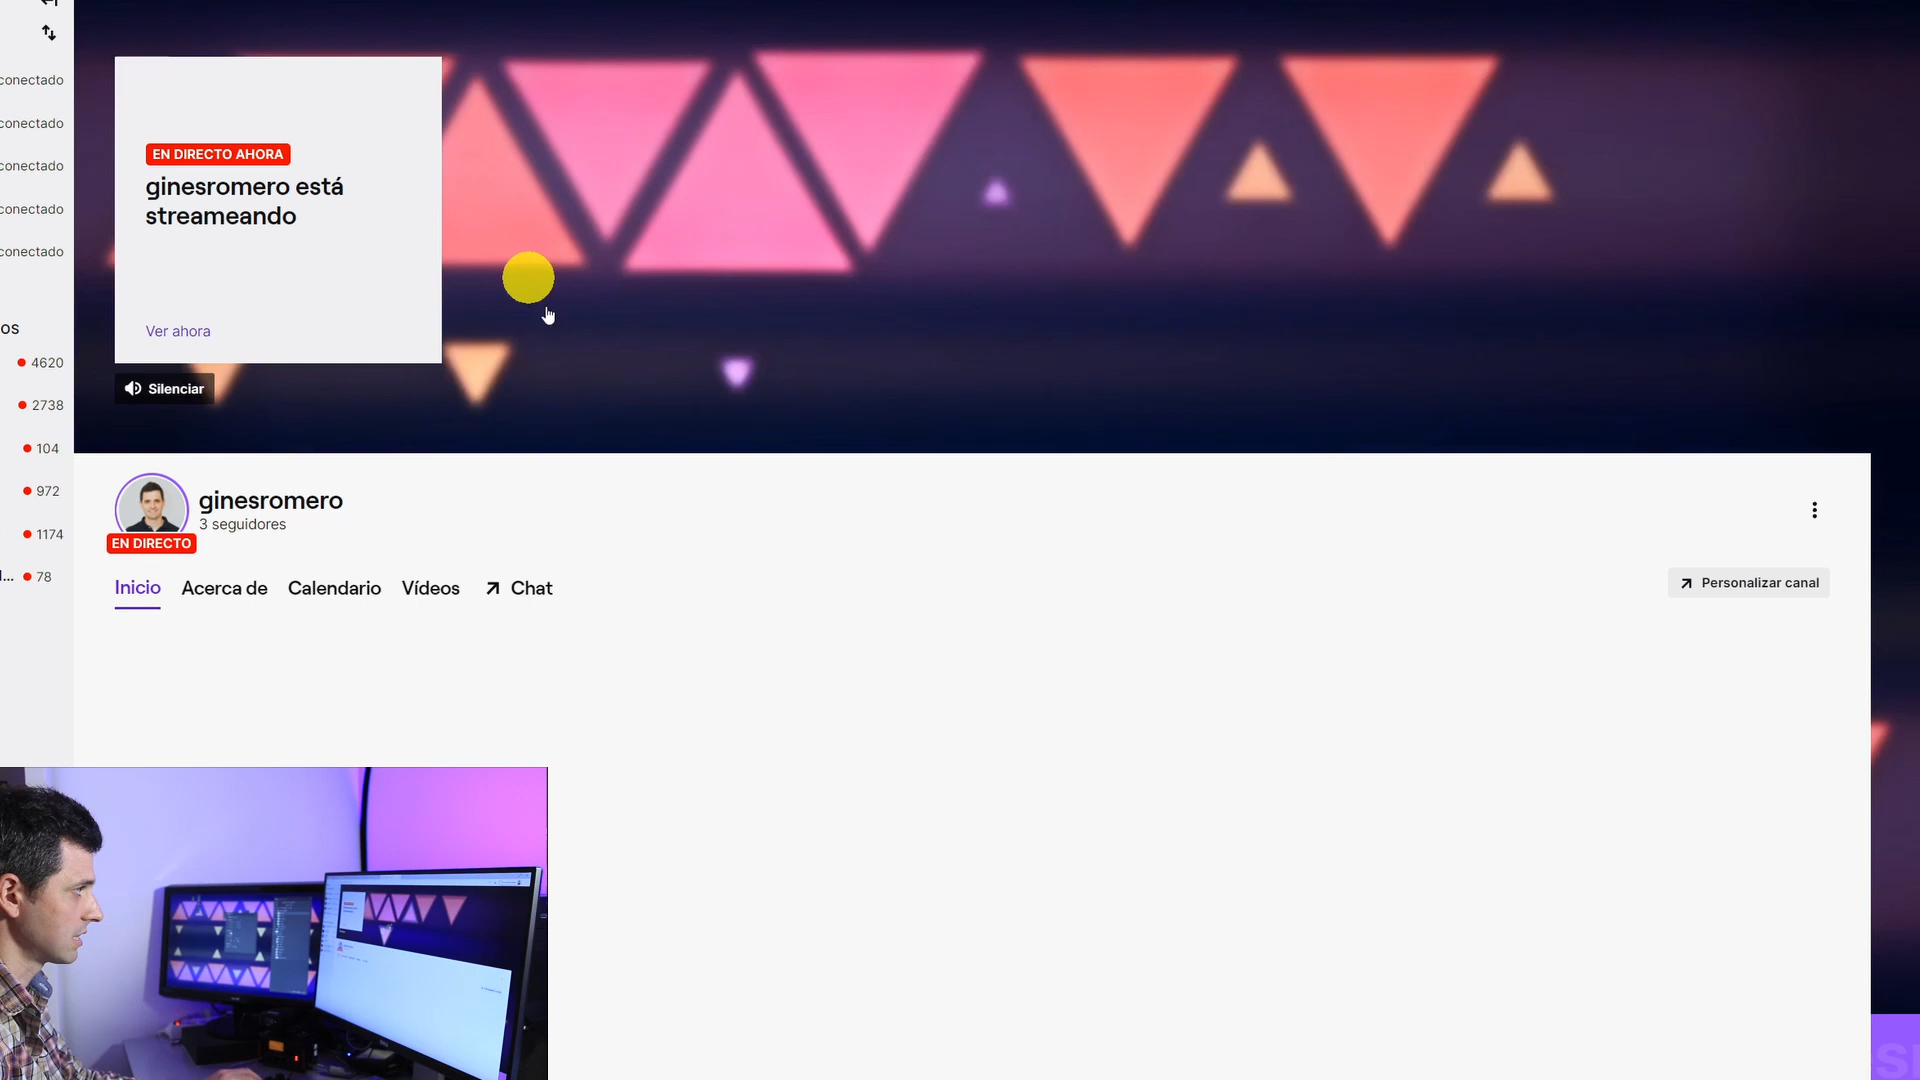 conectado
conectado
conectado
conectado
conectado
os
4620
2738
104
972
1174
78
EN DIRECTO AHORA
ginesromero está
streameando
Ver ahora
Silenciar
ginesromero
3 seguidores
EN DIRECTO
Inicio
Acerca de
Calendario
Vídeos
Chat
Personalizar canal